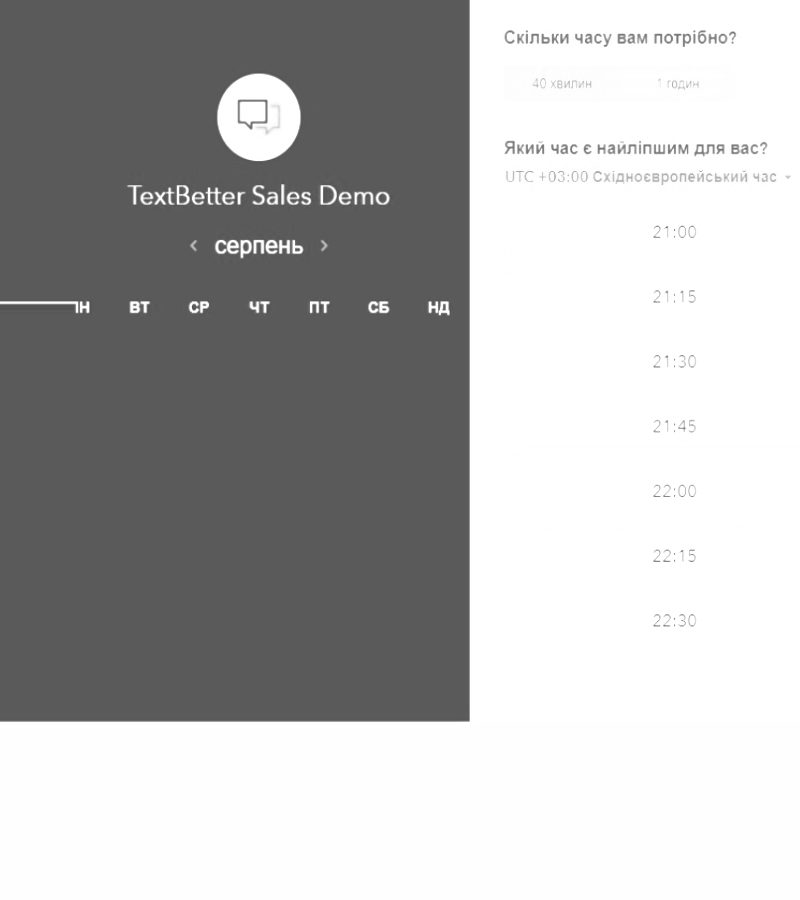 TextBetter Sales Demo
‹ серпень ›
ВТ СР ЧТ ПТ СБ НД
Скільки часу вам потрібно?
40 хвилин 1 годин
Який час є найліпшим для вас?
UTC +03:00 Східноєвропейський час
21:00
21:15
21:30
21:45
22:00
22:15
22:30